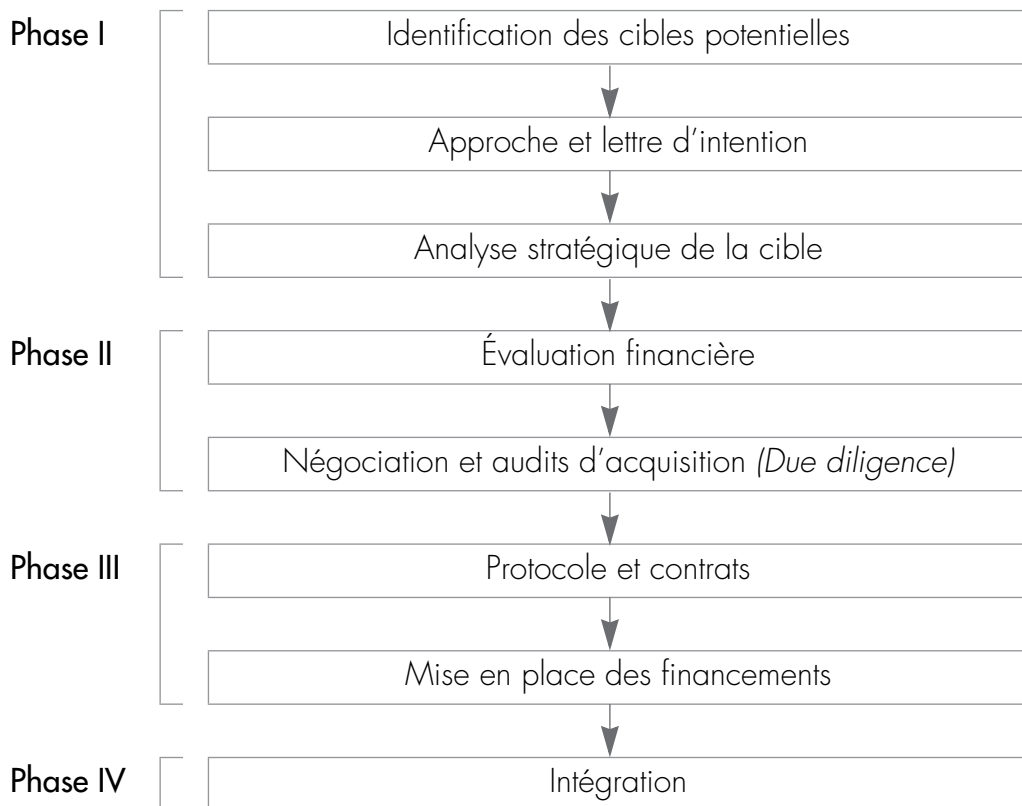 Phase I
Identification des cibles potentielles
Approche et lettre d'intention
Analyse stratégique de la cible
Phase II
Évaluation financière
Négociation et audits d'acquisition (Due diligence)
Phase III
Protocole et contrats
Mise en place des financements
Phase IV
Intégration